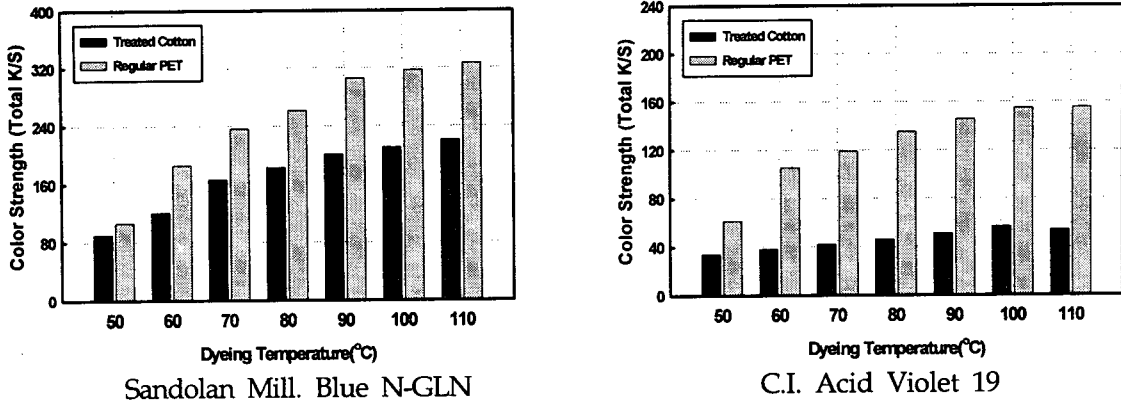 400
320
240
160
80
0
Color Strength (Total K/S)
Treated Cotton
Regular PET
50 60 70 80 90 100 110
Dyeing Temperature(°C)
Sandolan Mill. Blue N-GLN
240
200
160
120
80
40
0
Color Strength (Total K/S)
Treated Cotton
Regular PET
50 60 70 80 90 100 110
Dyeing Temperature(°C)
C.I. Acid Violet 19